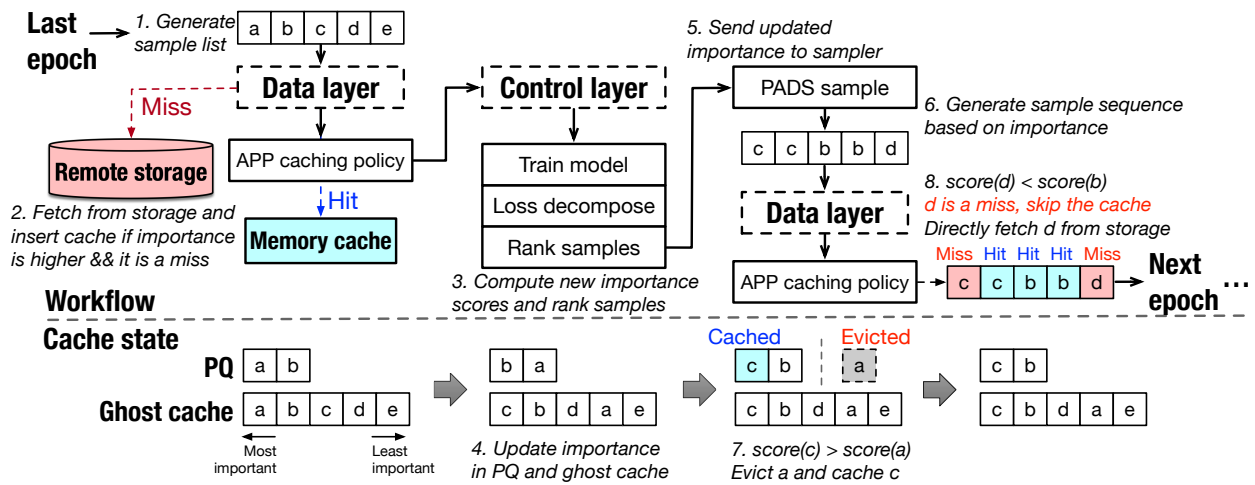 Last
epoch
1. Generate
sample list
a b c d e
Data layer
Miss
Remote storage
APP caching policy
Hit
Memory cache
2. Fetch from storage and
insert cache if importance
is higher && it is a miss
Control layer
Train model
Loss decompose
Rank samples
3. Compute new importance
scores and rank samples
5. Send updated
importance to sampler
PADS sample
6. Generate sample sequence
based on importance
c c b b d
Data layer
APP caching policy
8. score(d) < score(b)
d is a miss, skip the cache
Directly fetch d from storage
Miss Hit Hit Hit Miss
c c b b d
Next
epoch
...
Workflow
Cache state
PQ
a b
Ghost cache
a b c d e
Most
important
Least
important
b a
c b d a e
4. Update importance
in PQ and ghost cache
Cached
Evicted
c b
a
c b d a e
7. score(c) > score(a)
Evict a and cache c
c b
c b d a e